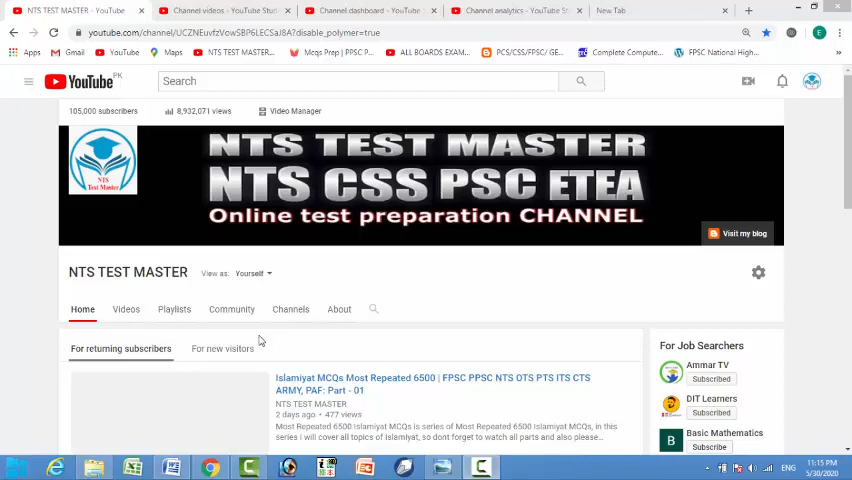 NTS TEST MASTER - YouTube
Channel videos - YouTube Studi
Channel dashboard - YouTube S
Channel analytics - YouTube Stu
New Tab
youtube.com/channel/UCZNEuvfzVowSBP6LECSaJ8A?disable_polymer=true
Apps
Gmail
YouTube
Maps
NTS TEST MASTER...
Mcqs Prep | PPSC P...
ALL BOARDS EXAM...
PCS/CSS/FPSC/ GE...
Complete Compute...
FPSC National High...
YouTube PK
Search
105,000 subscribers
8,932,071 views
Video Manager
NTS TEST MASTER
NTS CSS PSC ETEA
Online test preparation CHANNEL
NTS
Test Master
Visit my blog
NTS TEST MASTER
View as: Yourself
Home
Videos
Playlists
Community
Channels
About
For returning subscribers
For new visitors
Islamiyat MCQs Most Repeated 6500 | FPSC PPSC NTS OTS PTS ITS CTS
ARMY, PAF: Part - 01
NTS TEST MASTER
2 days ago • 477 views
Most Repeated 6500 Islamiyat MCQs is series of Most Repeated 6500 Islamiyat MCQs, in
this series I will cover all topics of Islamiyat, so dont forget to watch all parts and also please...
For Job Searchers
Ammar TV
Subscribed
DIT Learners
Subscribed
B
Basic Mathematics
Subscribe
ENG
11:15 PM
5/30/2020